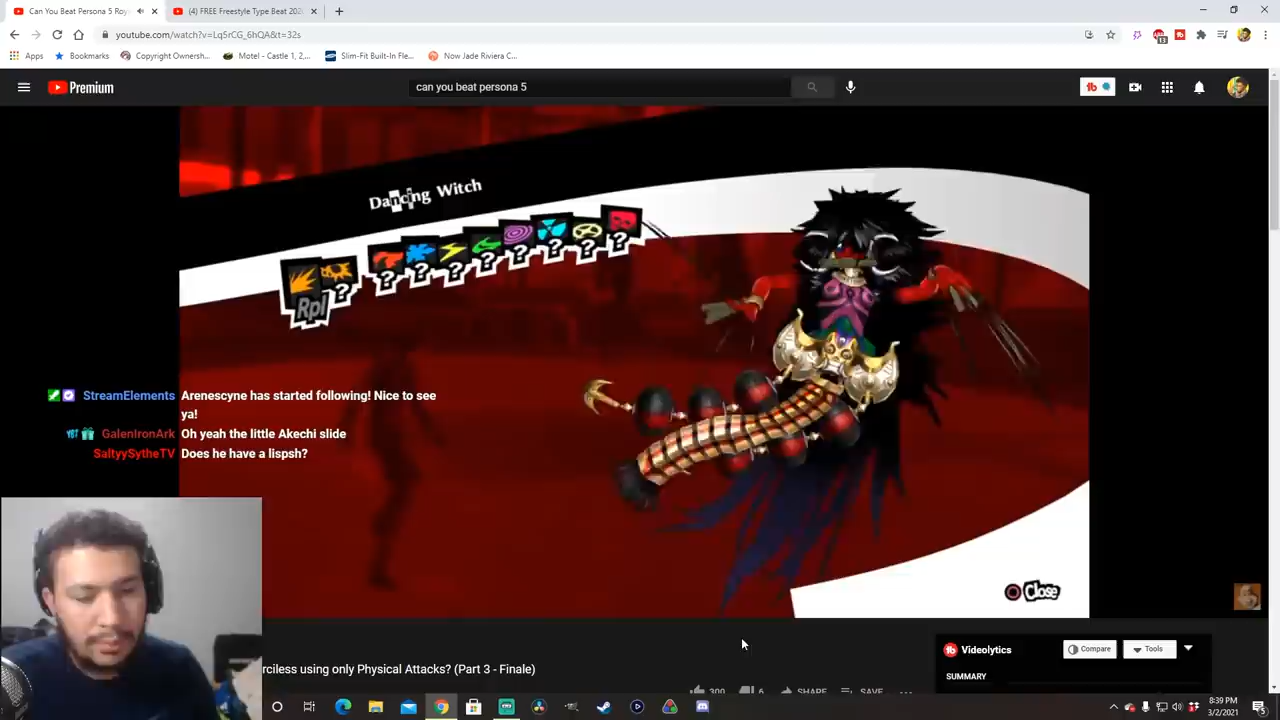 Can You Beat Persona 5 Roy
(4) FREE Freestyle Type Beat 202
youtube.com/watch?v=Lq5rCG_6hQA&t=32s
Apps
Bookmarks
Copyright Ownersh...
Motel - Castle 1, 2,...
Slim-Fit Built-In Fle...
Now Jade Riviera C...
Premium
can you beat persona 5
Dancing Witch
Rpl
? ? ? ? ? ? ? ? ?
StreamElements Arenescyne has started following! Nice to see
ya!
GalenIronArk Oh yeah the little Akechi slide
SaltyySytheTV Does he have a lispsh?
Close
rciless using only Physical Attacks? (Part 3 - Finale)
309
6
SHARE
SAVE
Videolytics
Compare
Tools
SUMMARY
8:39 PM
3/2/2021